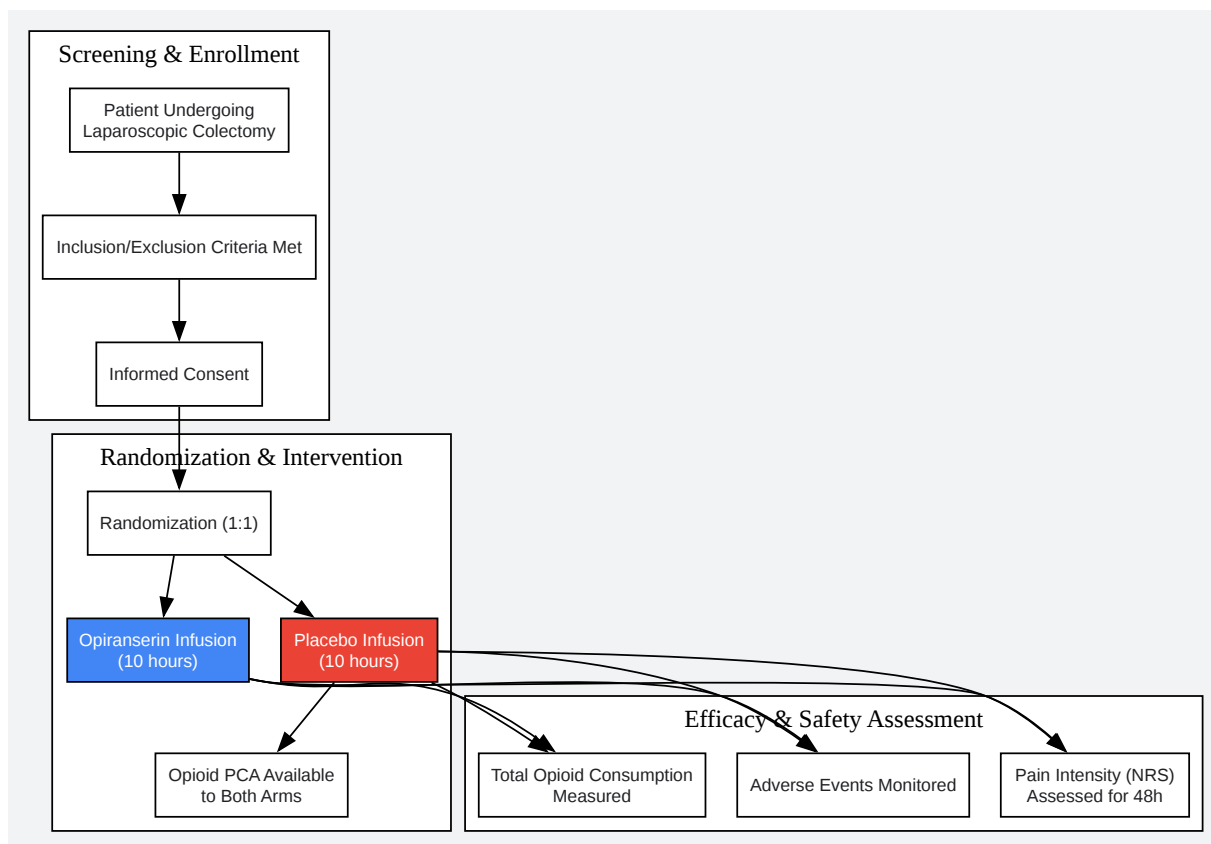 Screening & Enrollment
Patient Undergoing
Laparoscopic Colectomy
Inclusion/Exclusion Criteria Met
Informed Consent
Randomization & Intervention
Randomization (1:1)
Opiranserin Infusion
(10 hours)
Placebo Infusion
(10 hours)
Opioid PCA Available
to Both Arms
Efficacy & Safety Assessment
Total Opioid Consumption
Measured
Adverse Events Monitored
Pain Intensity (NRS)
Assessed for 48h